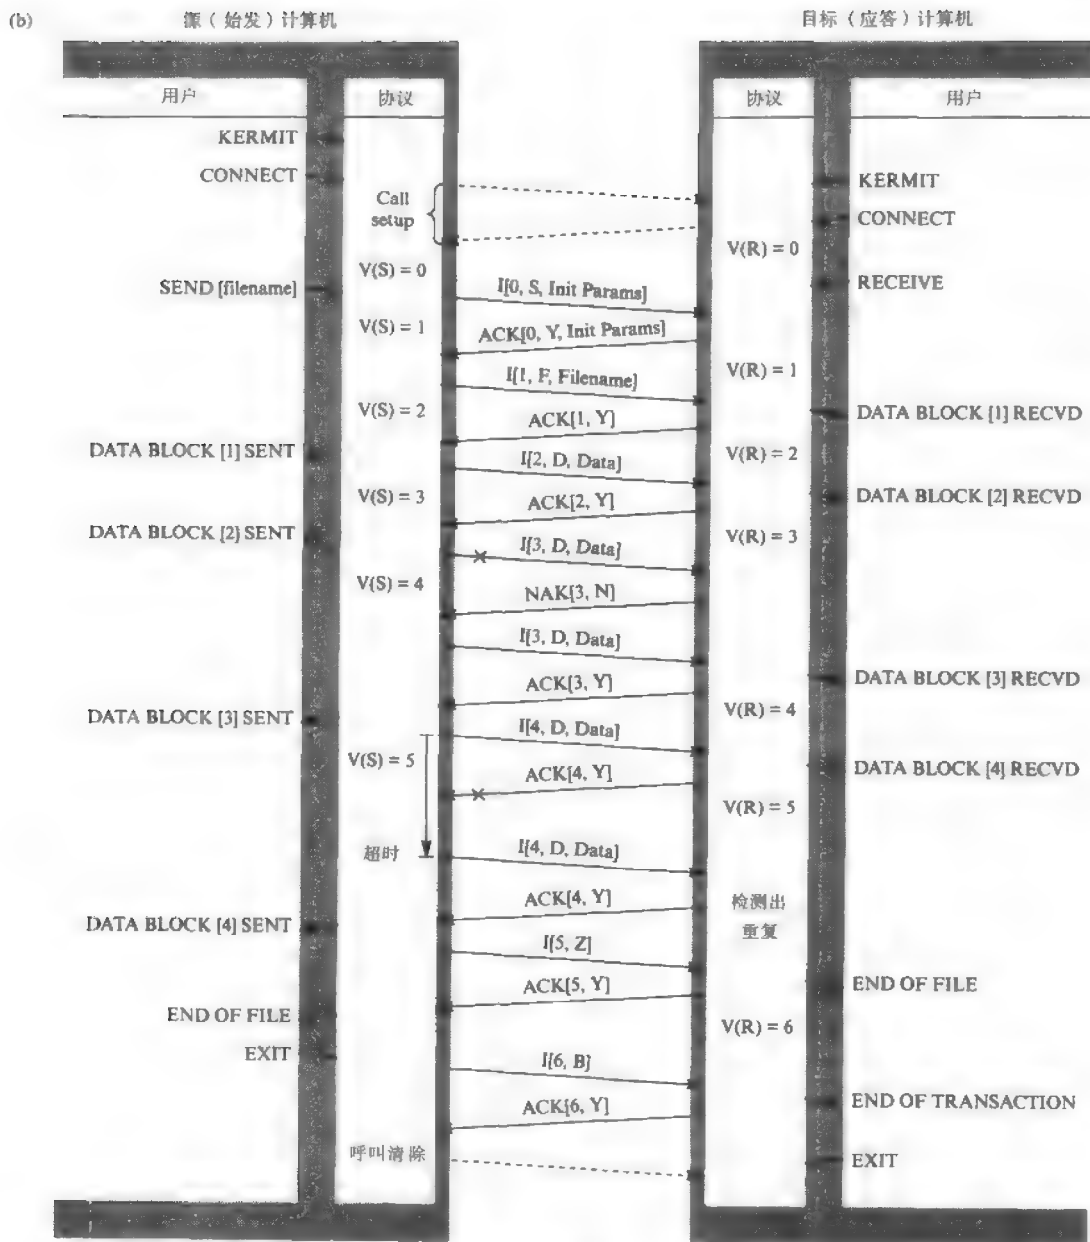 (b)
源（始发）计算机
目标（应答）计算机
用户
协议
协议
用户
KERMIT
CONNECT
KERMIT
Call
setup
CONNECT
V(R) = 0
V(S) = 0
SEND [filename]
I[0, S, Init Params]
RECEIVE
V(S) = 1
ACK[0, Y, Init Params]
I[1, F, Filename]
V(R) = 1
V(S) = 2
ACK[1, Y]
DATA BLOCK [1] RECVD
DATA BLOCK [1] SENT
I[2, D, Data]
V(R) = 2
V(S) = 3
ACK[2, Y]
DATA BLOCK [2] RECVD
DATA BLOCK [2] SENT
I[3, D, Data]
V(R) = 3
V(S) = 4
NAK[3, N]
I[3, D, Data]
ACK[3, Y]
DATA BLOCK [3] RECVD
DATA BLOCK [3] SENT
V(R) = 4
I[4, D, Data]
V(S) = 5
ACK[4, Y]
DATA BLOCK [4] RECVD
V(R) = 5
超时
I[4, D, Data]
ACK[4, Y]
检测出
重复
DATA BLOCK [4] SENT
I[5, Z]
ACK[5, Y]
END OF FILE
END OF FILE
V(R) = 6
EXIT
I[6, B]
ACK[6, Y]
END OF TRANSACTION
呼叫清除
EXIT